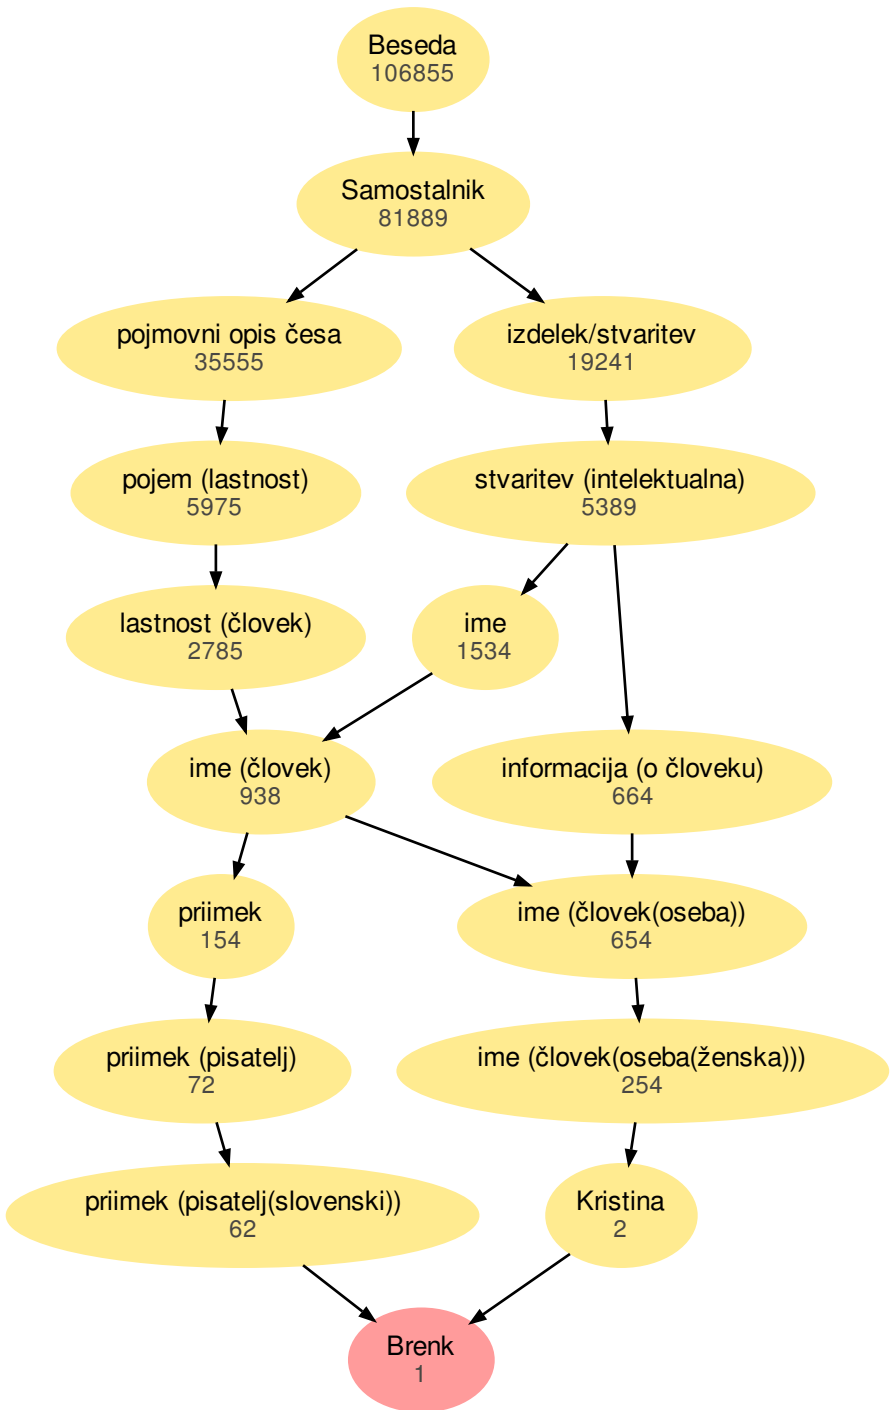 Beseda
106855
Samostalnik
81889
pojmovni opis česa
35555
izdelek/stvaritev
19241
pojem (lastnost)
5975
stvaritev (intelektualna)
5389
lastnost (človek)
2785
ime
1534
ime (človek)
938
informacija (o človeku)
664
priimek
154
ime (človek(oseba))
654
priimek (pisatelj)
72
ime (človek(oseba(ženska)))
254
priimek (pisatelj(slovenski))
62
Kristina
2
Brenk
1